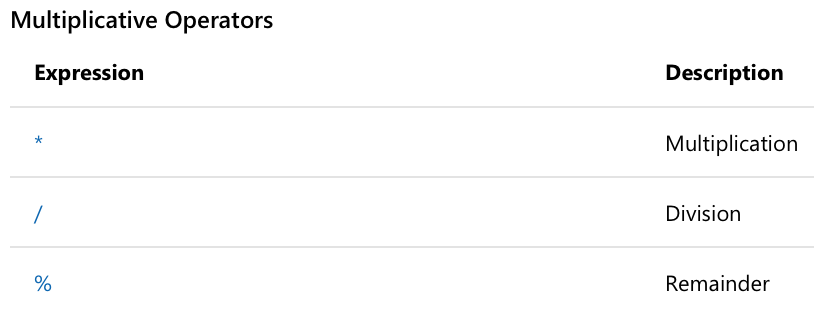 Multiplicative Operators
Expression Description
* Multiplication
/ Division
% Remainder